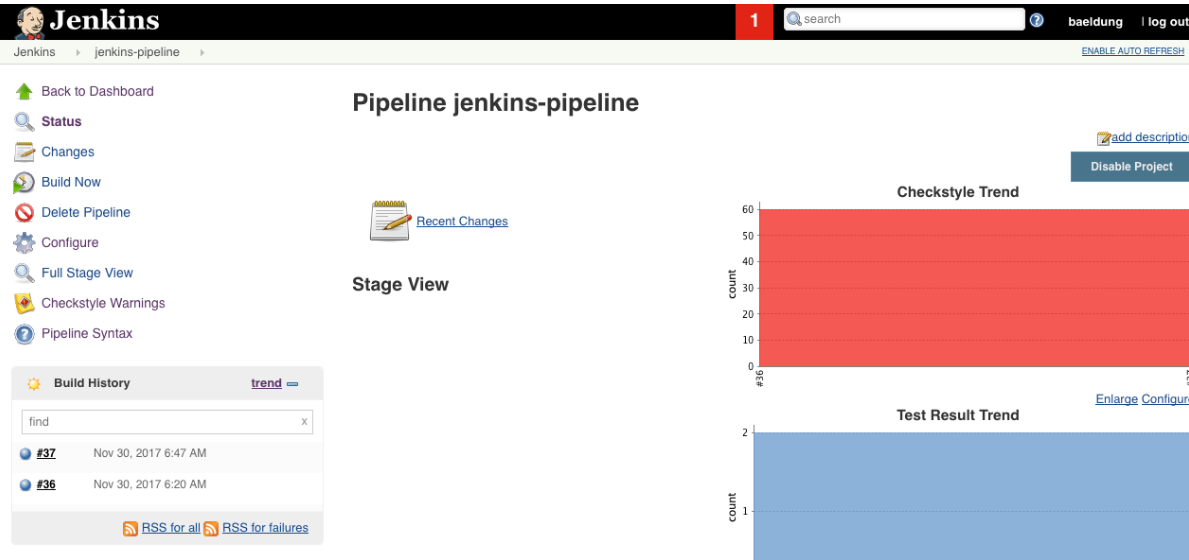 Jenkins
1
search
baeldung | log out
Jenkins jenkins-pipeline
ENABLE AUTO REFRESH
Back to Dashboard
Status
Changes
Build Now
Delete Pipeline
Configure
Full Stage View
Checkstyle Warnings
Pipeline Syntax
Build History trend
find x
#37 Nov 30, 2017 6:47 AM
#36 Nov 30, 2017 6:20 AM
RSS for all RSS for failures
Pipeline jenkins-pipeline
add descriptio
Disable Project
Recent Changes
Stage View
Checkstyle Trend
60
50
40
30
20
10
0
count
#36
Enlarge Configure
Test Result Trend
2
1
count